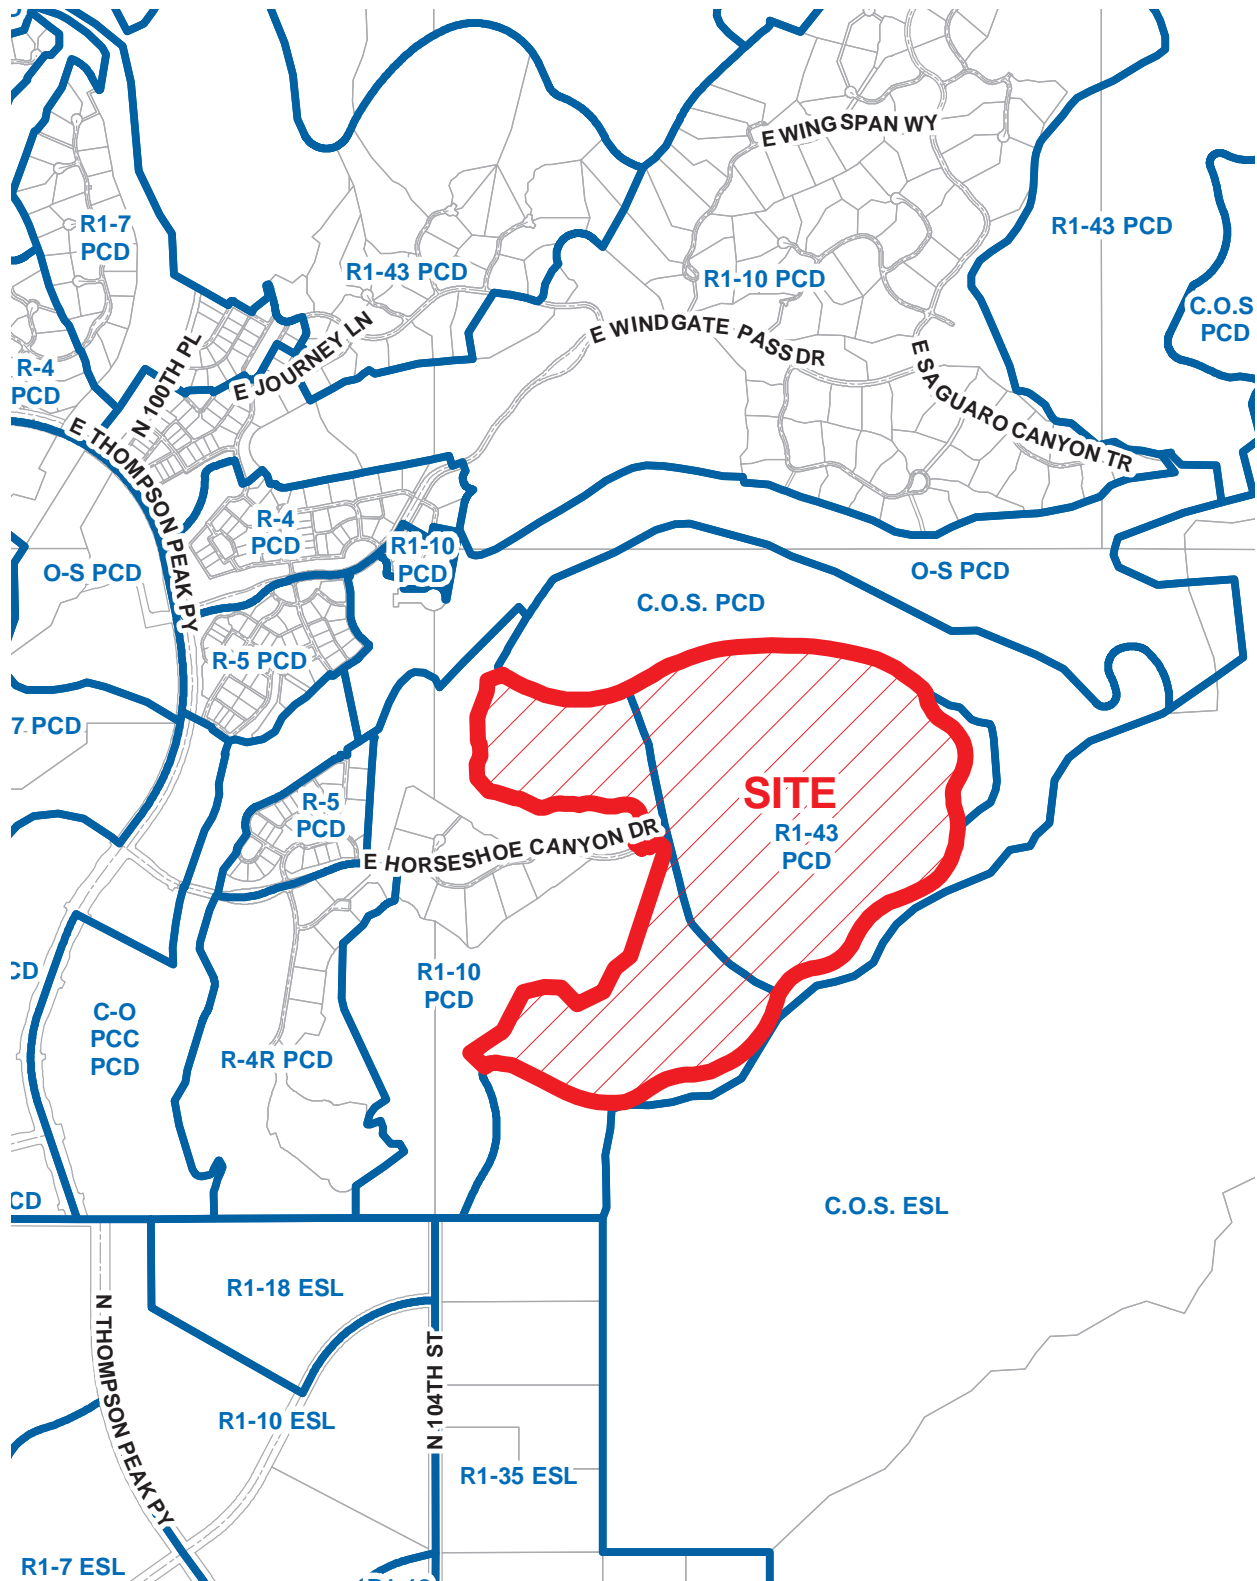 E WING SPAN WY
R1-7
PCD
R1-43 PCD
R1-43 PCD
R1-10 PCD
C.O.S
PCD
E WINDGATE PASS DR
N 100TH PL
E JOURNEY LN
R-4
PCD
E SAGUARO CANYON TR
E THOMPSON PEAK PY
R-4
PCD
R1-10
PCD
O-S PCD
O-S PCD
C.O.S. PCD
R-5 PCD
7 PCD
SITE
R1-43
PCD
R-5
PCD
E HORSESHOE CANYON DR
CD
R1-10
PCD
C-O
PCC
PCD
R-4R PCD
CD
C.O.S. ESL
R1-18 ESL
N THOMPSON PEAK PY
N 104TH ST
R1-10 ESL
R1-35 ESL
R1-7 ESL